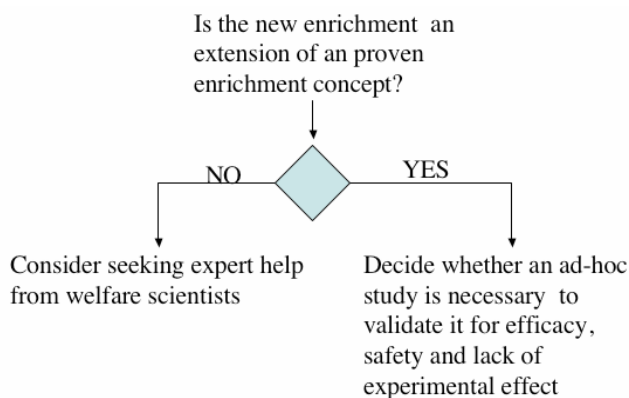 Is the new enrichment an
extension of an proven
enrichment concept?
NO
YES
Consider seeking expert help
from welfare scientists
Decide whether an ad-hoc
study is necessary to
validate it for efficacy,
safety and lack of
experimental effect